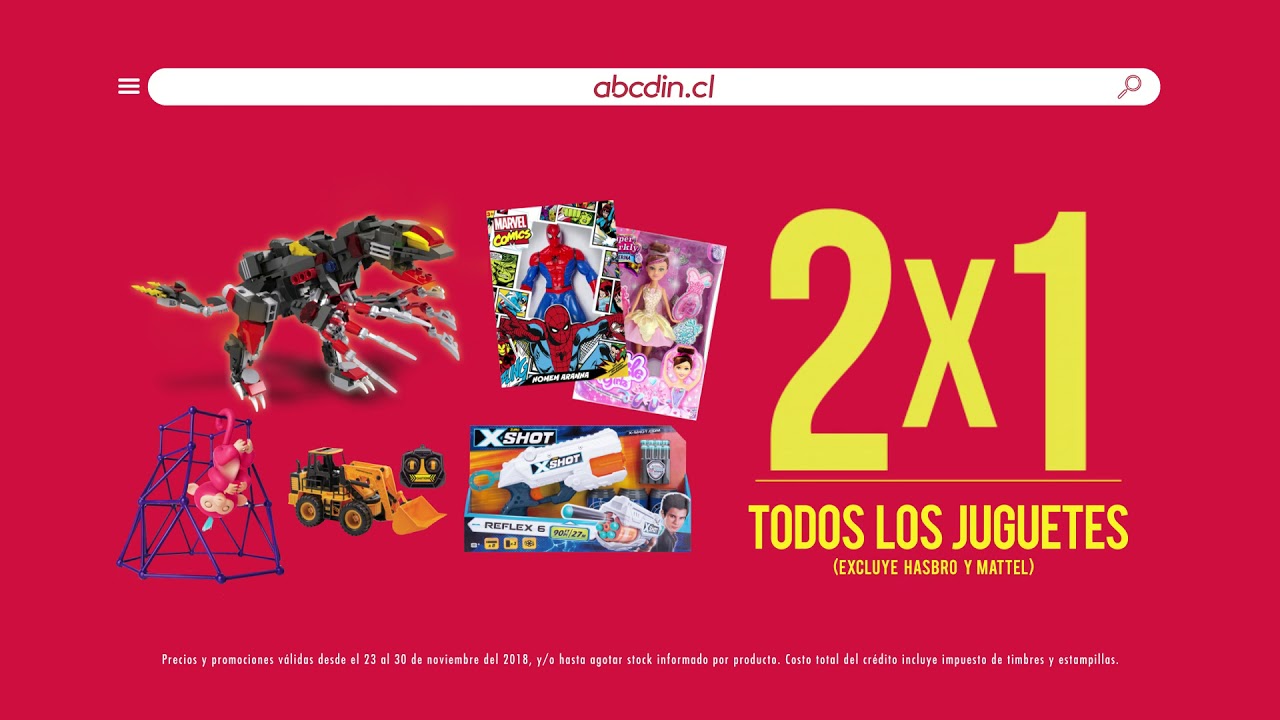 abcdin.cl
2x1
TODOS LOS JUGUETES
(EXCLUYE HASBRO Y MATTEL)
MARVEL
COMICS
HOMEM ARANHA
X-SHOT
X-SHOT
REFLEX 6
Precios y promociones válidas desde el 23 al 30 de noviembre del 2018, y/o hasta agotar stock informado por producto. Costo total del crédito incluye impuesto de timbres y estampillas.